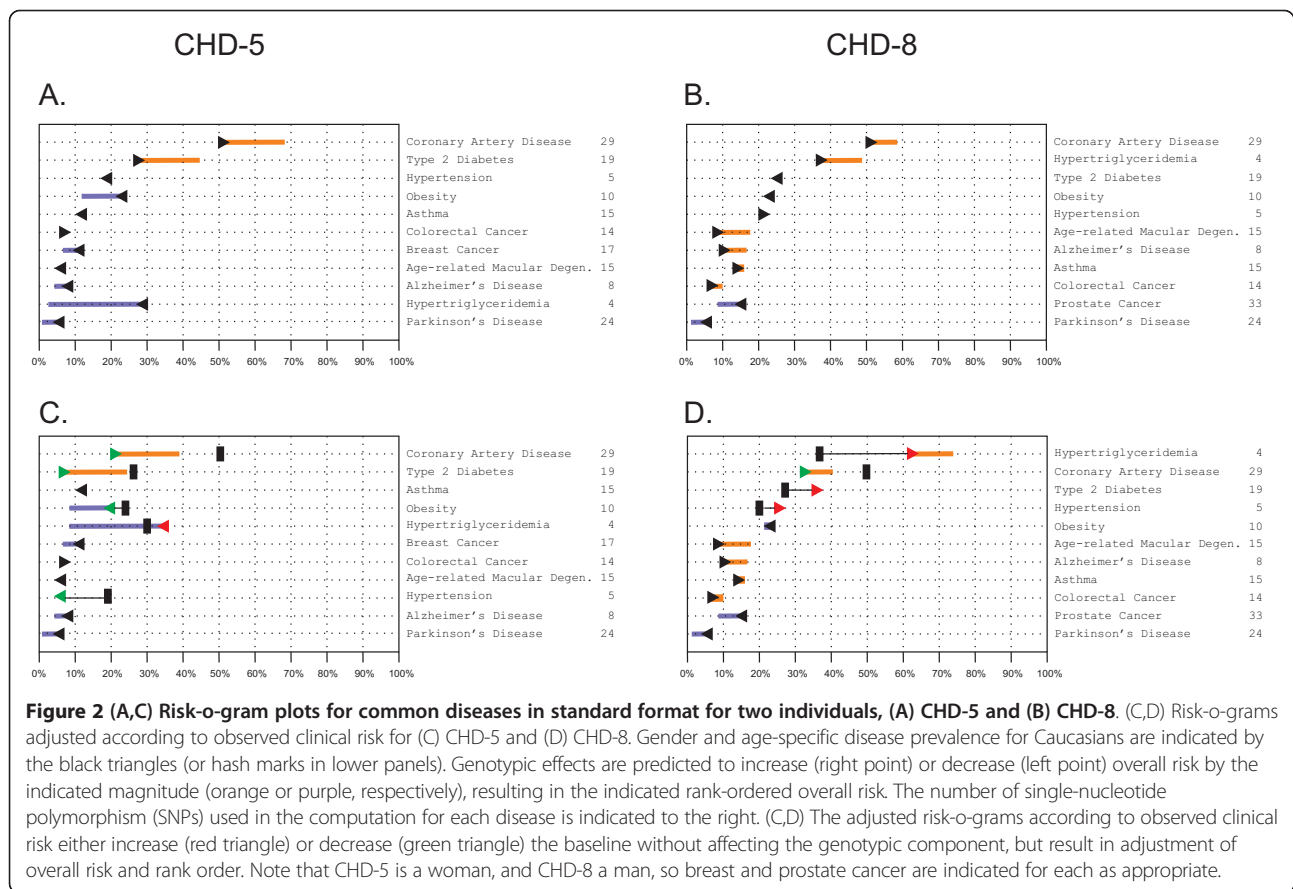 CHD-5
CHD-8
A.
Coronary Artery Disease 29
Type 2 Diabetes 19
Hypertension 5
Obesity 10
Asthma 15
Colorectal Cancer 14
Breast Cancer 17
Age-related Macular Degen. 15
Alzheimer's Disease 8
Hypertriglyceridemia 4
Parkinson's Disease 24
0% 10% 20% 30% 40% 50% 60% 70% 80% 90% 100%
B.
Coronary Artery Disease 29
Hypertriglyceridemia 4
Type 2 Diabetes 19
Obesity 10
Hypertension 5
Age-related Macular Degen. 15
Alzheimer's Disease 8
Asthma 15
Colorectal Cancer 14
Prostate Cancer 33
Parkinson's Disease 24
0% 10% 20% 30% 40% 50% 60% 70% 80% 90% 100%
C.
Coronary Artery Disease 29
Type 2 Diabetes 19
Asthma 15
Obesity 10
Hypertriglyceridemia 4
Breast Cancer 17
Colorectal Cancer 14
Age-related Macular Degen. 15
Hypertension 5
Alzheimer's Disease 8
Parkinson's Disease 24
0% 10% 20% 30% 40% 50% 60% 70% 80% 90% 100%
D.
Hypertriglyceridemia 4
Coronary Artery Disease 29
Type 2 Diabetes 19
Hypertension 5
Obesity 10
Age-related Macular Degen. 15
Alzheimer's Disease 8
Asthma 15
Colorectal Cancer 14
Prostate Cancer 33
Parkinson's Disease 24
0% 10% 20% 30% 40% 50% 60% 70% 80% 90% 100%
Figure 2 (A,C) Risk-o-gram plots for common diseases in standard format for two individuals, (A) CHD-5 and (B) CHD-8. (C,D) Risk-o-grams
adjusted according to observed clinical risk for (C) CHD-5 and (D) CHD-8. Gender and age-specific disease prevalence for Caucasians are indicated by
the black triangles (or hash marks in lower panels). Genotypic effects are predicted to increase (right point) or decrease (left point) overall risk by the
indicated magnitude (orange or purple, respectively), resulting in the indicated rank-ordered overall risk. The number of single-nucleotide
polymorphism (SNPs) used in the computation for each disease is indicated to the right. (C,D) The adjusted risk-o-grams according to observed clinical
risk either increase (red triangle) or decrease (green triangle) the baseline without affecting the genotypic component, but result in adjustment of
overall risk and rank order. Note that CHD-5 is a woman, and CHD-8 a man, so breast and prostate cancer are indicated for each as appropriate.